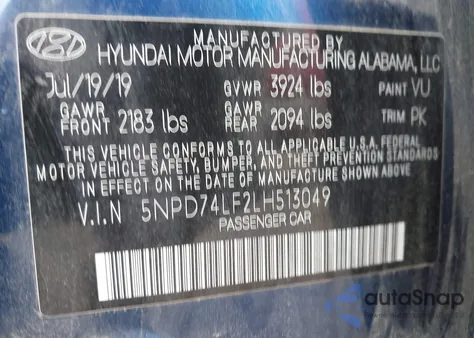 MANUFACTURED BY
HYUNDAI MOTOR MANUFACTURING ALABAMA, LLC
Jul/19/19 GVWR 3924 lbs PAINT VU
GAWR FRONT 2183 lbs GAWR REAR 2094 lbs TRIM PK
THIS VEHICLE CONFORMS TO ALL APPLICABLE U.S.A. FEDERAL
MOTOR VEHICLE SAFETY, BUMPER, AND THEFT PREVENTION
STANDARDS IN EFFECT ON THE DATE OF MANUFACTURE SHOWN ABOVE.
V.I.N 5NPD74LF2LH513049
PASSENGER CAR
autoSnap